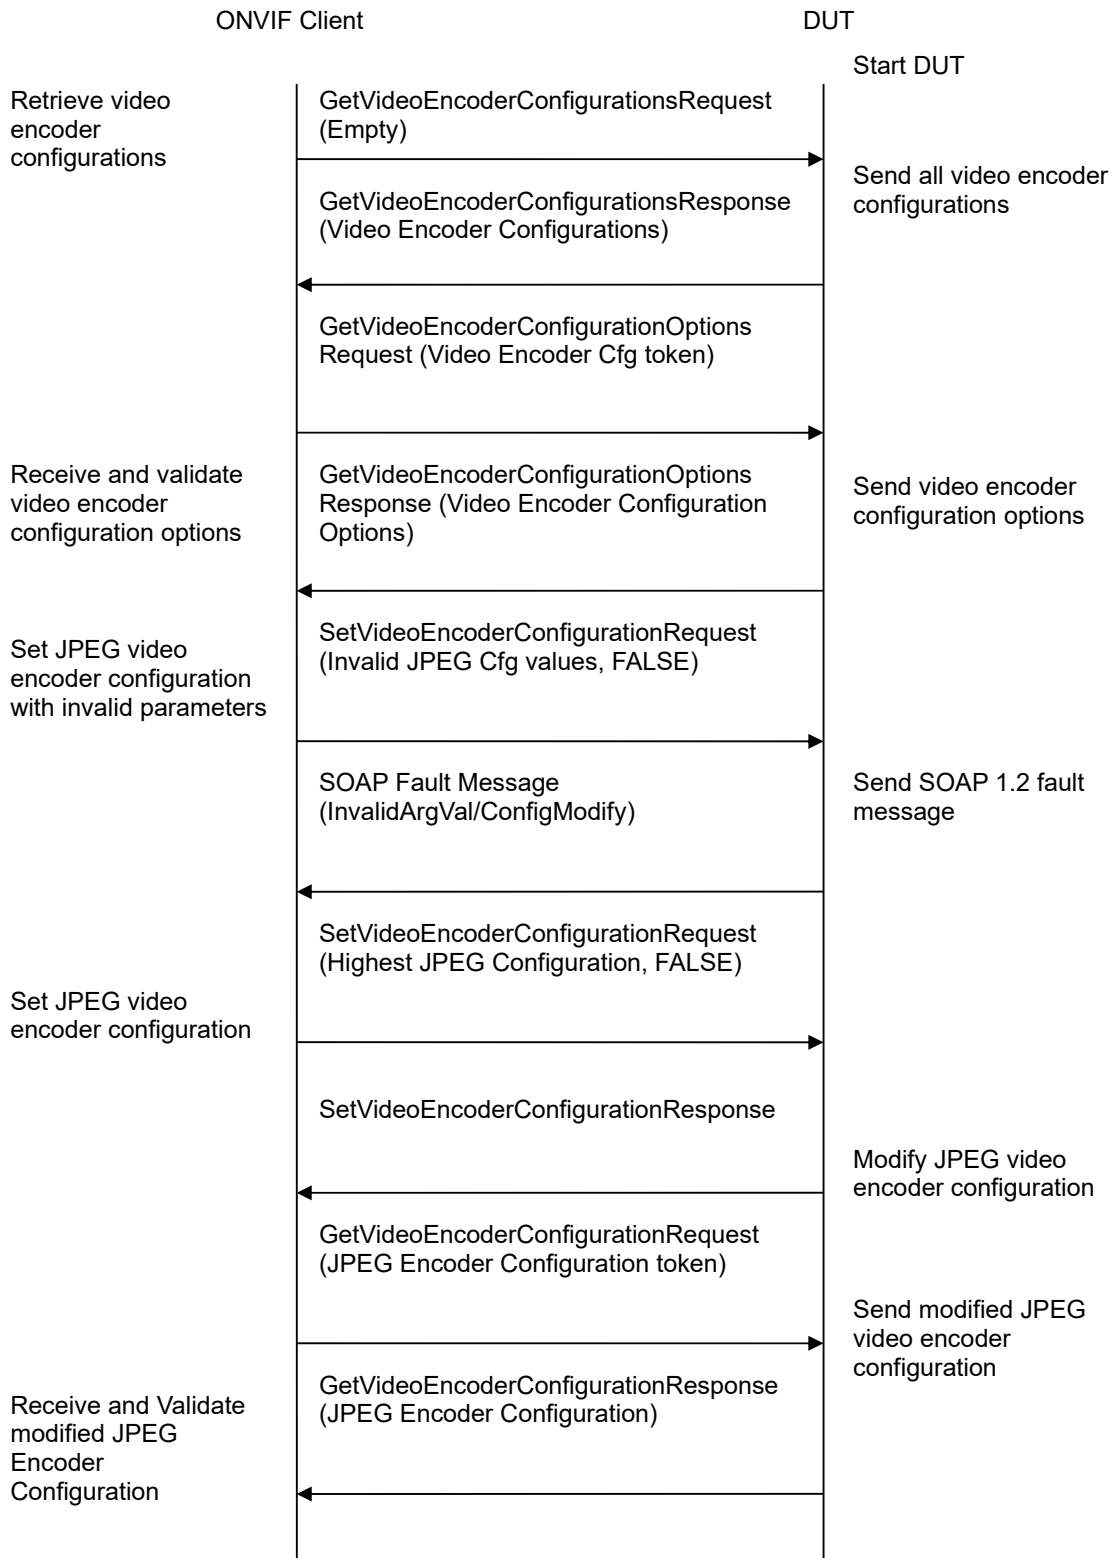 ONVIF Client
DUT
Start DUT
Retrieve video
encoder
configurations
GetVideoEncoderConfigurationsRequest
(Empty)
Send all video encoder
configurations
GetVideoEncoderConfigurationsResponse
(Video Encoder Configurations)
GetVideoEncoderConfigurationOptions
Request (Video Encoder Cfg token)
Receive and validate
video encoder
configuration options
GetVideoEncoderConfigurationOptions
Response (Video Encoder Configuration
Options)
Send video encoder
configuration options
Set JPEG video
encoder configuration
with invalid parameters
SetVideoEncoderConfigurationRequest
(Invalid JPEG Cfg values, FALSE)
SOAP Fault Message
(InvalidArgVal/ConfigModify)
Send SOAP 1.2 fault
message
SetVideoEncoderConfigurationRequest
(Highest JPEG Configuration, FALSE)
Set JPEG video
encoder configuration
SetVideoEncoderConfigurationResponse
Modify JPEG video
encoder configuration
GetVideoEncoderConfigurationRequest
(JPEG Encoder Configuration token)
Send modified JPEG
video encoder
configuration
GetVideoEncoderConfigurationResponse
(JPEG Encoder Configuration)
Receive and Validate
modified JPEG
Encoder
Configuration